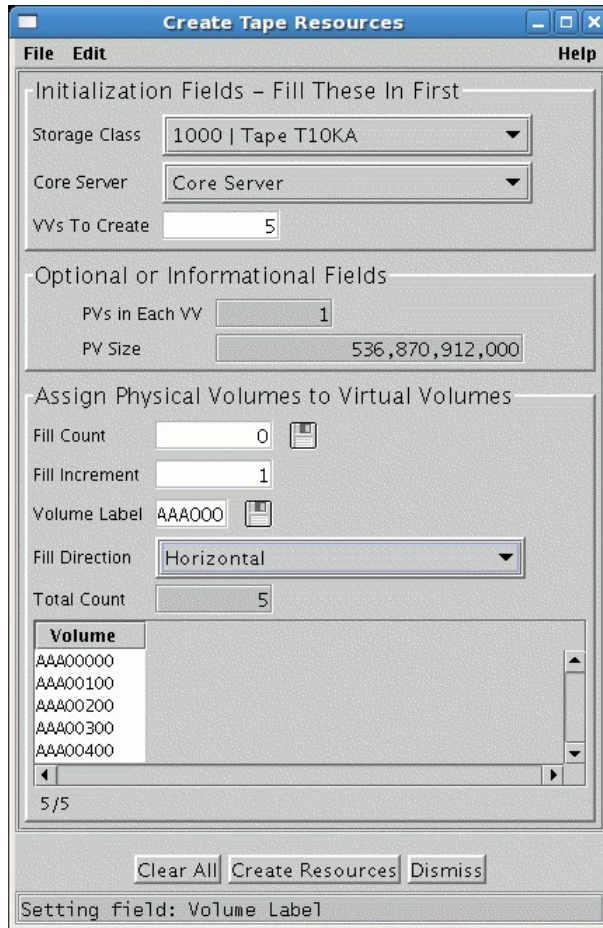 Create Tape Resources
File Edit Help
Initialization Fields - Fill These In First
Storage Class 1000 | Tape T10KA
Core Server Core Server
VVs To Create 5
Optional or Informational Fields
PVs in Each VV 1
PV Size 536,870,912,000
Assign Physical Volumes to Virtual Volumes
Fill Count 0
Fill Increment 1
Volume Label AAA000
Fill Direction Horizontal
Total Count 5
Volume
AAA00000
AAA00100
AAA00200
AAA00300
AAA00400
5/5
Clear All Create Resources Dismiss
Setting field: Volume Label